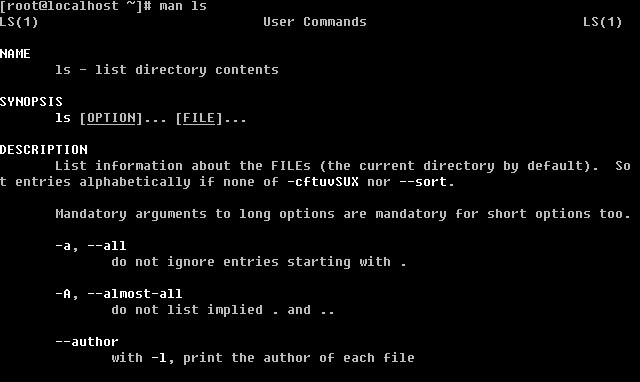 [root@localhost ~]# man ls
LS(1) User Commands LS(1)
NAME
ls - list directory contents
SYNOPSIS
ls [OPTION]... [FILE]...
DESCRIPTION
List information about the FILEs (the current directory by default). So
t entries alphabetically if none of -cftuvSUX nor --sort.
Mandatory arguments to long options are mandatory for short options too.
-a, --all
do not ignore entries starting with .
-A, --almost-all
do not list implied . and ..
--author
with -l, print the author of each file